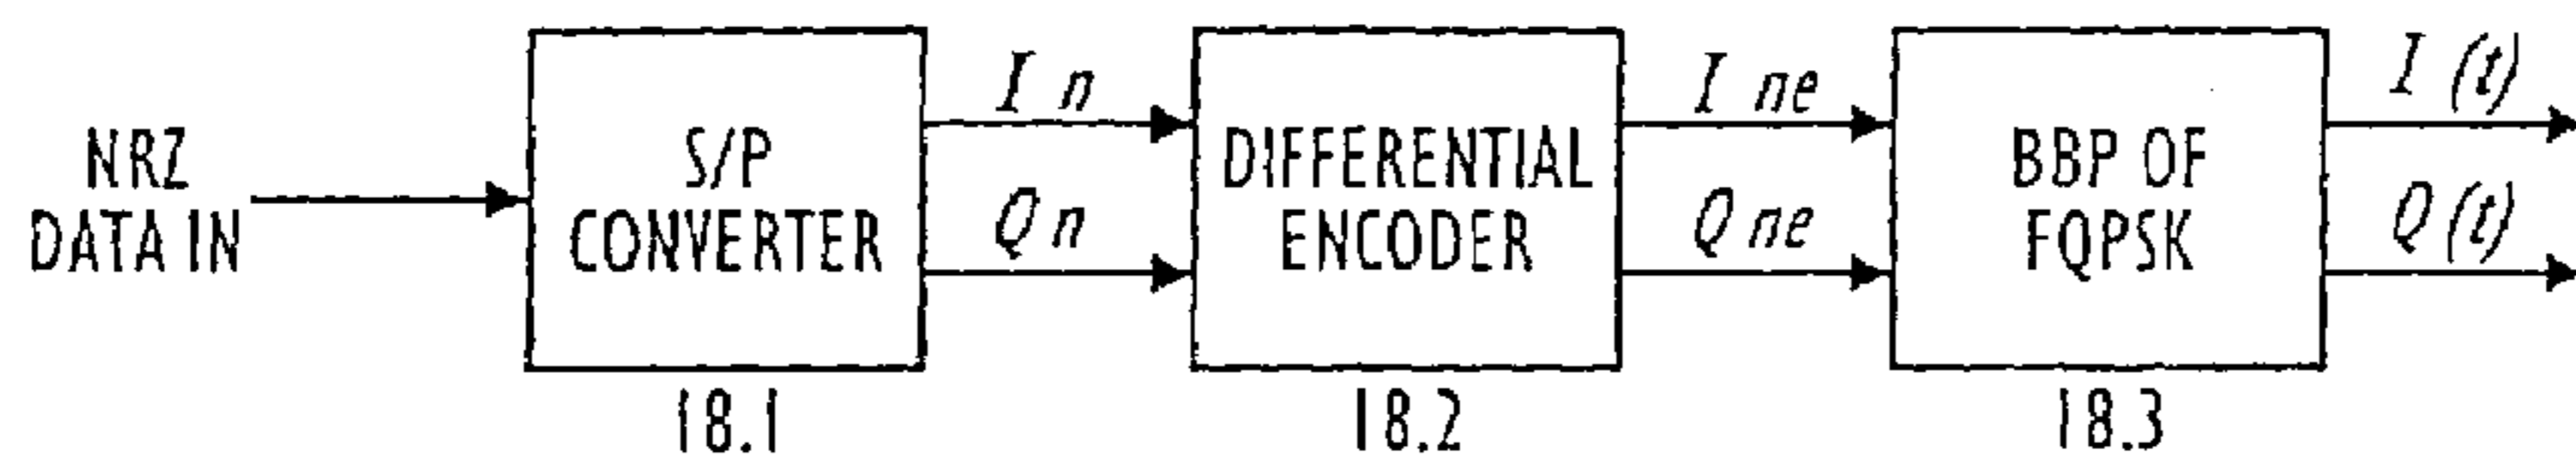 NRZ
DATA IN
S/P
CONVERTER
18.1
I n
Q n
DIFFERENTIAL
ENCODER
18.2
I ne
Q ne
BBP OF
FQPSK
18.3
I (t)
Q (t)